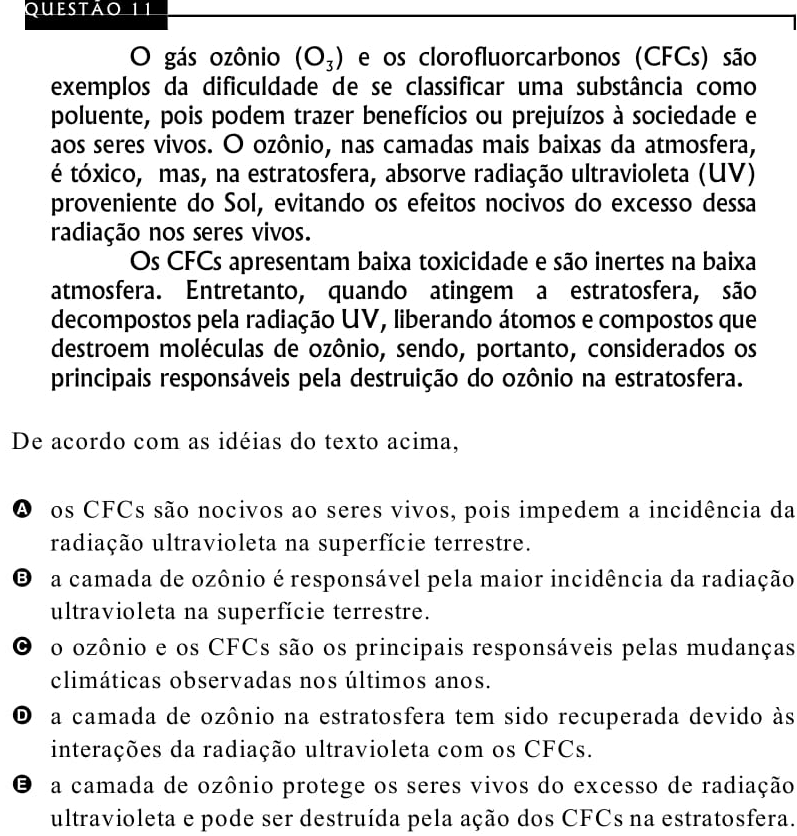 QUESTÃO 11
O gás ozônio (O₃) e os clorofluorcarbonos (CFCs) são
exemplos da dificuldade de se classificar uma substância como
poluente, pois podem trazer benefícios ou prejuízos à sociedade e
aos seres vivos. O ozônio, nas camadas mais baixas da atmosfera,
é tóxico, mas, na estratosfera, absorve radiação ultravioleta (UV)
proveniente do Sol, evitando os efeitos nocivos do excesso dessa
radiação nos seres vivos.
Os CFCs apresentam baixa toxicidade e são inertes na baixa
atmosfera. Entretanto, quando atingem a estratosfera, são
decompostos pela radiação UV, liberando átomos e compostos que
destroem moléculas de ozônio, sendo, portanto, considerados os
principais responsáveis pela destruição do ozônio na estratosfera.
De acordo com as idéias do texto acima,
A os CFCs são nocivos ao seres vivos, pois impedem a incidência da
radiação ultravioleta na superfície terrestre.
B a camada de ozônio é responsável pela maior incidência da radiação
ultravioleta na superfície terrestre.
C o ozônio e os CFCs são os principais responsáveis pelas mudanças
climáticas observadas nos últimos anos.
D a camada de ozônio na estratosfera tem sido recuperada devido às
interações da radiação ultravioleta com os CFCs.
E a camada de ozônio protege os seres vivos do excesso de radiação
ultravioleta e pode ser destruída pela ação dos CFCs na estratosfera.